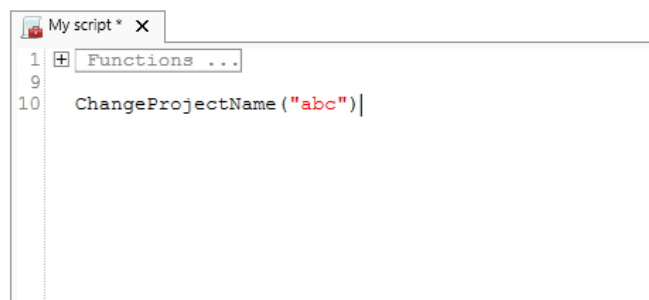 My script *
1 Functions ...
9
10 ChangeProjectName("abc")